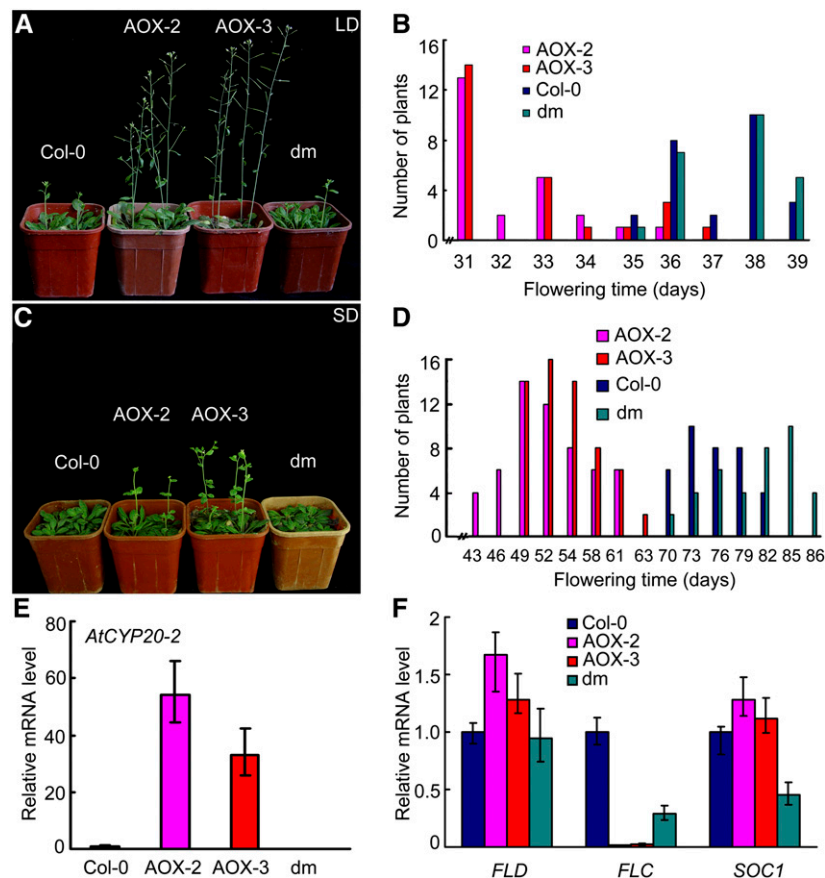 A
AOX-2 AOX-3 LD
Col-0 dm
B
Number of plants
16
12
8
4
0
AOX-2
AOX-3
Col-0
dm
31 32 33 34 35 36 37 38 39
Flowering time (days)
C
SD
AOX-2 AOX-3
Col-0 dm
D
Number of plants
16
12
8
4
0
AOX-2
AOX-3
Col-0
dm
43 46 49 52 54 58 61 63 70 73 76 79 82 85 86
Flowering time (days)
E
AtCYP20-2
Relative mRNA level
80
60
40
20
0
Col-0 AOX-2 AOX-3 dm
F
Relative mRNA level
2
1.5
1.0
0.5
0
Col-0
AOX-2
AOX-3
dm
FLD FLC SOC1